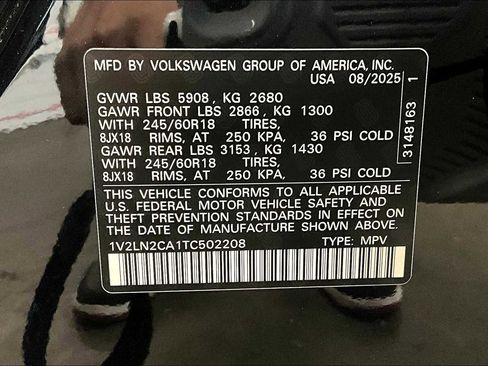 MFD BY VOLKSWAGEN GROUP OF AMERICA, INC.
USA 08/2025
GVWR LBS 5908, KG 2680
GAWR FRONT LBS 2866, KG 1300
WITH 245/60R18 TIRES,
8JX18 RIMS, AT 250 KPA, 36 PSI COLD
GAWR REAR LBS 3153, KG 1430
WITH 245/60R18 TIRES,
8JX18 RIMS, AT 250 KPA, 36 PSI COLD
THIS VEHICLE CONFORMS TO ALL APPLICABLE
U.S. FEDERAL MOTOR VEHICLE SAFETY AND
THEFT PREVENTION STANDARDS IN EFFECT ON
THE DATE OF MANUFACTURE SHOWN ABOVE.
1V2LN2CA1TC502208 TYPE: MPV
3148163 1